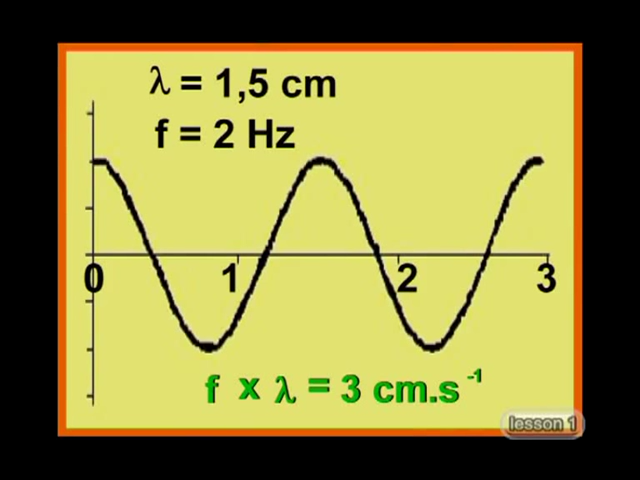 λ = 1,5 cm
f = 2 Hz
0 1 2 3
f x λ = 3 cm.s⁻¹
lesson 1